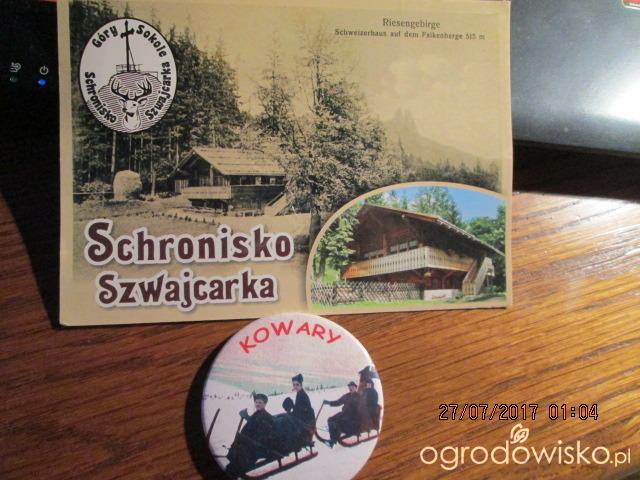 Góry Sokole
Schronisko Szwajcarka
Riesengebirge
Schweizerhaus auf dem Falkenberge 515 m
Schronisko
Szwajcarka
KOWARY
27/07/2017 01:04
ogrodowisko.pl